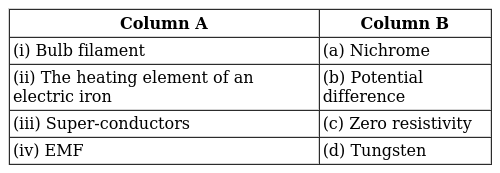 Column A Column B
(i) Bulb filament (a) Nichrome
(ii) The heating element of an
electric iron
(b) Potential
difference
(iii) Super-conductors (c) Zero resistivity
(iv) EMF (d) Tungsten